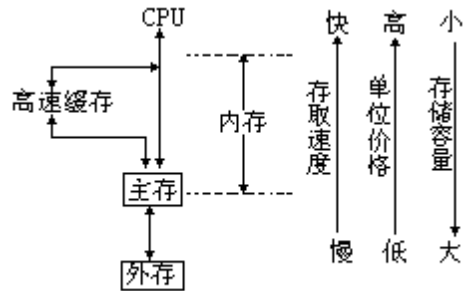 CPU
快 高 小
高速缓存
内存
存取速度
单位价格
存储容量
主存
慢 低 大
外存